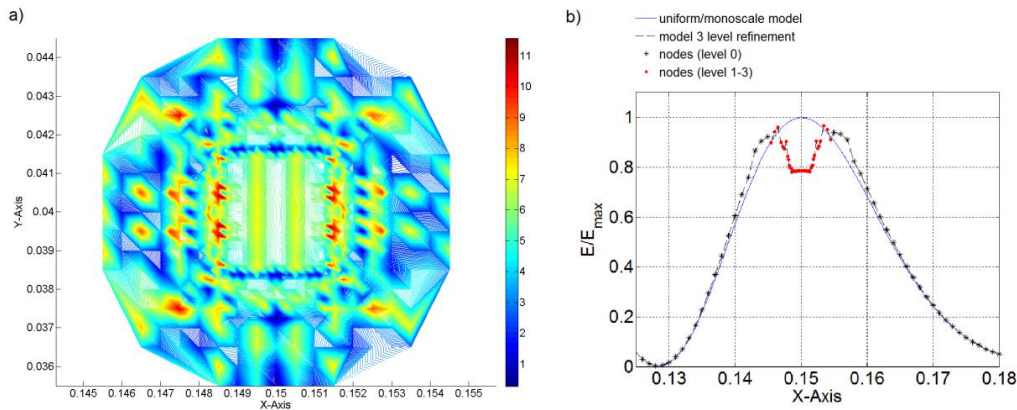 a)
0.044
0.043
0.042
0.041
0.04
0.039
0.038
0.037
0.036
Y-Axis
0.145 0.146 0.147 0.148 0.149 0.15 0.151 0.152 0.153 0.154 0.155
X-Axis
11
10
9
8
7
6
5
4
3
2
1
b)
uniform/monoscale model
model 3 level refinement
nodes (level 0)
nodes (level 1-3)
1
0.8
0.6
0.4
0.2
0
E/E_max
0.13 0.14 0.15 0.16 0.17 0.18
X-Axis